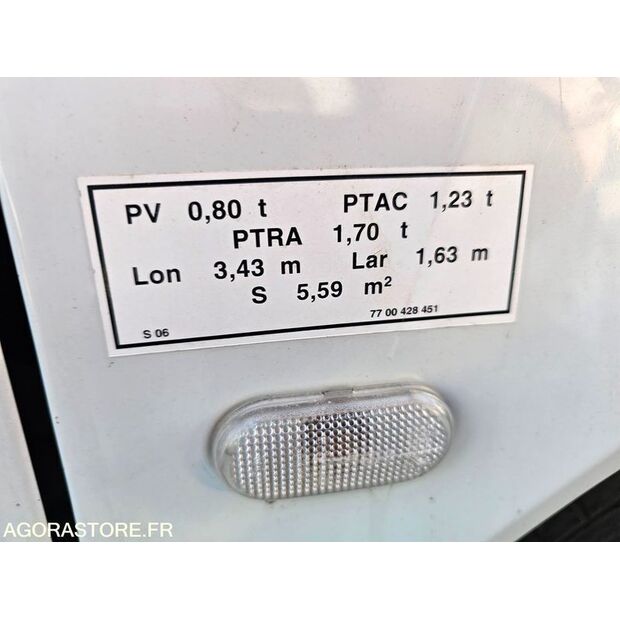 PV 0,80 t PTAC 1,23 t
PTRA 1,70 t
Lon 3,43 m Lar 1,63 m
S 5,59 m²
S 06 77 00 428 451
AGORASTORE.FR